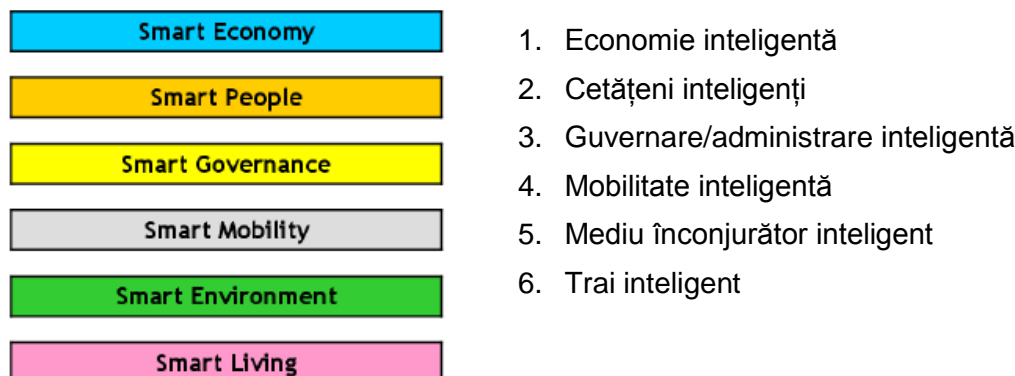 Smart Economy
Smart People
Smart Governance
Smart Mobility
Smart Environment
Smart Living
1. Economie inteligentă
2. Cetățeni inteligenți
3. Guvernare/administrare inteligentă
4. Mobilitate inteligentă
5. Mediu înconjurător inteligent
6. Trai inteligent